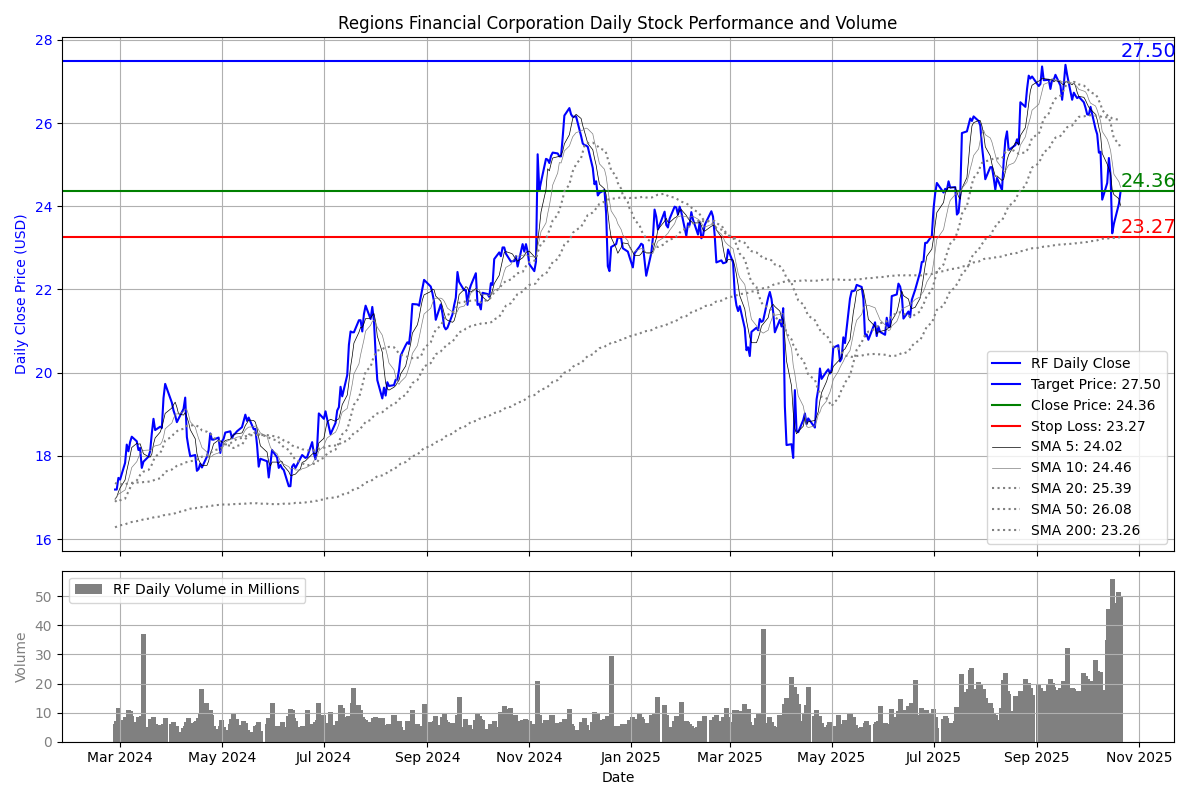 Regions Financial Corporation Daily Stock Performance and Volume
28
27.50
26
24.36
24
23.27
22
20
18
16
Daily Close Price (USD)
RF Daily Close
Target Price: 27.50
Close Price: 24.36
Stop Loss: 23.27
SMA 5: 24.02
SMA 10: 24.46
SMA 20: 25.39
SMA 50: 26.08
SMA 200: 23.26
RF Daily Volume in Millions
50
40
30
20
10
0
Volume
Mar 2024 May 2024 Jul 2024 Sep 2024 Nov 2024 Jan 2025 Mar 2025 May 2025 Jul 2025 Sep 2025 Nov 2025
Date